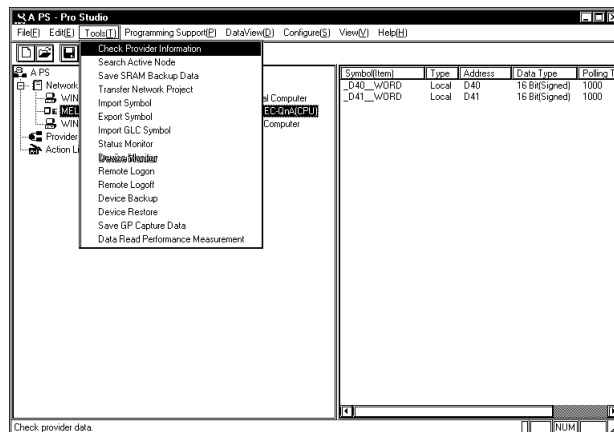 A PS - Pro Studio
File(F) Edit(E) Tools(T) Programming Support(P) DataView(D) Configure(S) View(V) Help(H)
Check Provider Information
Search Active Node
Save SRAM Backup Data
Transfer Network Project
Import Symbol
Export Symbol
Import GLC Symbol
Status Monitor
Device Monitor
Remote Logon
Remote Logoff
Device Backup
Device Restore
Save GP Capture Data
Data Read Performance Measurement
A PS
Network
WIN al Computer
MEL EC-QnA(CPU)
WIN Computer
Provider
Action Li
Symbol(Item) Type Address Data Type Polling T
_D40__WORD Local D40 16 Bit(Signed) 1000
_D41__WORD Local D41 16 Bit(Signed) 1000
Check provider data.
NUM